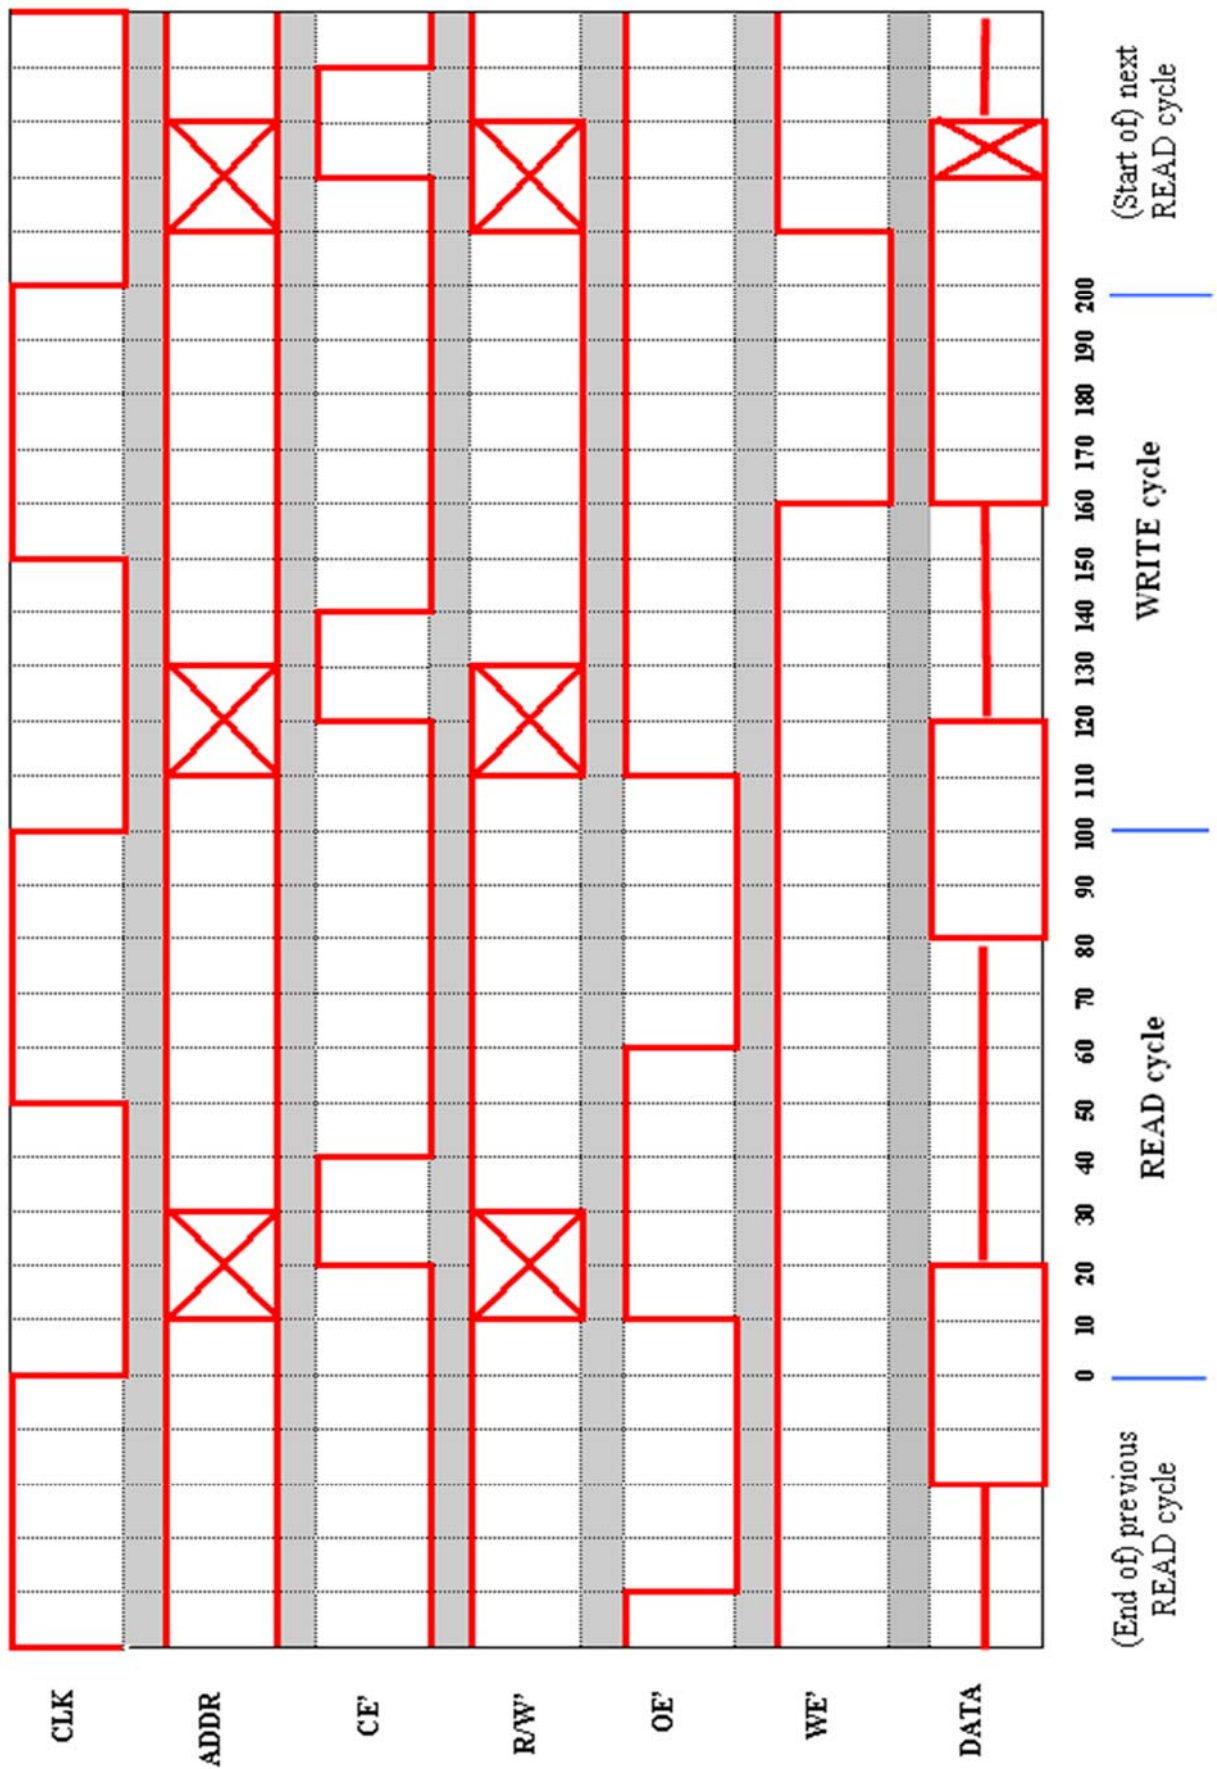 CLK
ADDR
CE’
R/W’
OE’
WE’
DATA
0 10 20 30 40 50 60 70 80 90 100 110 120 130 140 150 160 170 180 190 200
(End of) previous
READ cycle
READ cycle
WRITE cycle
(Start of) next
READ cycle